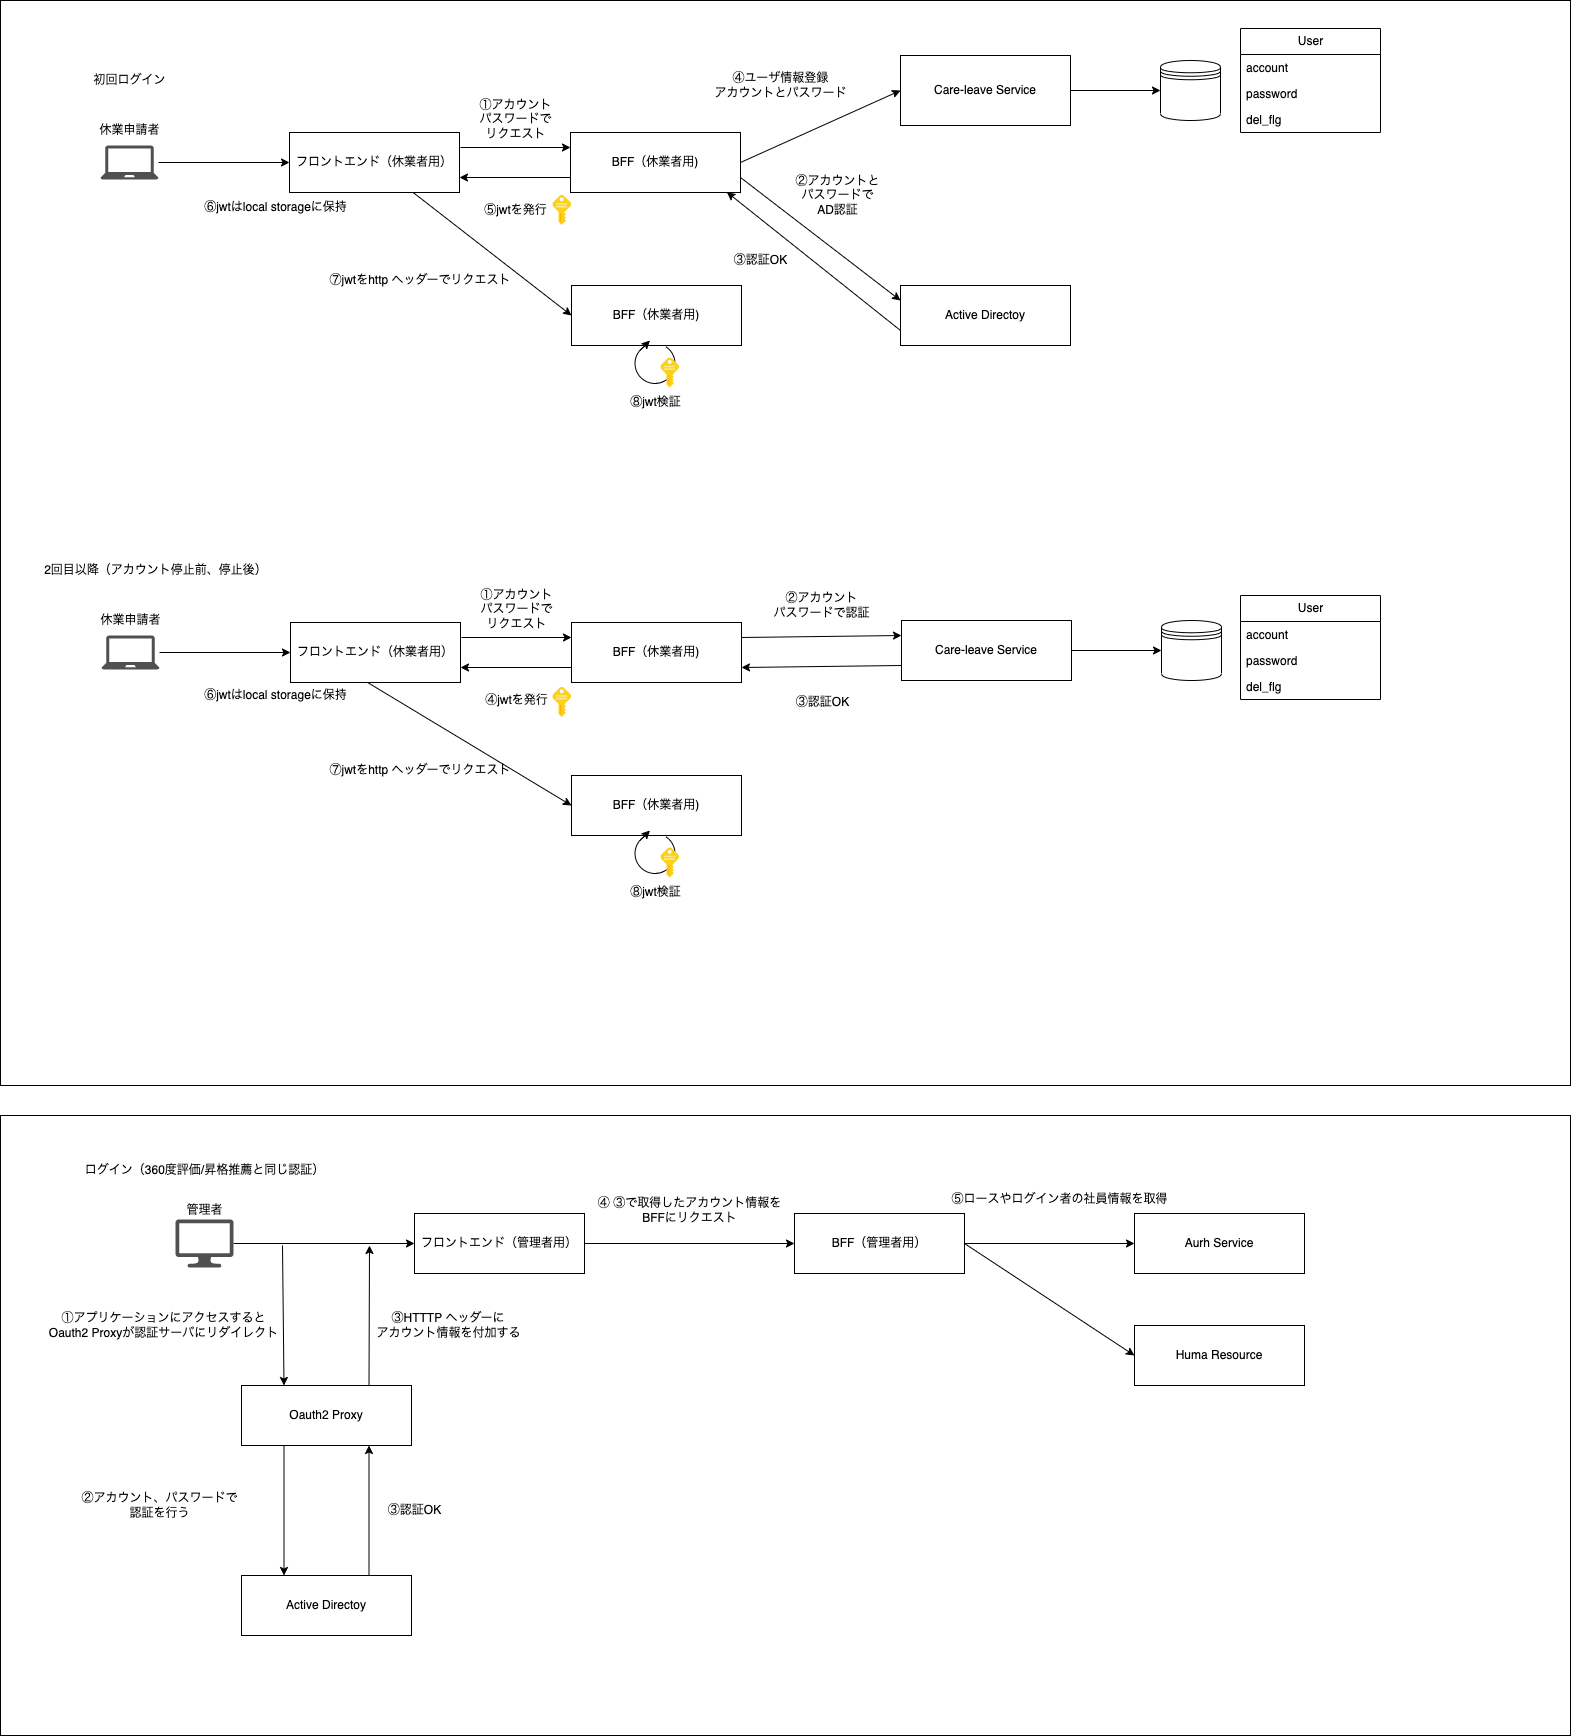 初回ログイン
休業申請者
フロントエンド（休業者用）
①アカウント
パスワードで
リクエスト
BFF（休業者用)
④ユーザ情報登録
アカウントとパスワード
Care-leave Service
User
account
password
del_flg
②アカウントと
パスワードで
AD認証
③認証OK
⑥jwtはlocal storageに保持
⑤jwtを発行
⑦jwtをhttp ヘッダーでリクエスト
BFF（休業者用)
Active Directoy
⑧jwt検証
2回目以降（アカウント停止前、停止後）
休業申請者
フロントエンド（休業者用）
①アカウント
パスワードで
リクエスト
BFF（休業者用)
②アカウント
パスワードで認証
Care-leave Service
User
account
password
del_flg
⑥jwtはlocal storageに保持
④jwtを発行
③認証OK
⑦jwtをhttp ヘッダーでリクエスト
BFF（休業者用)
⑧jwt検証
ログイン（360度評価/昇格推薦と同じ認証）
管理者
フロントエンド（管理者用）
④ ③で取得したアカウント情報を
BFFにリクエスト
BFF（管理者用）
⑤ロースやログイン者の社員情報を取得
Aurh Service
①アプリケーションにアクセスすると
Oauth2 Proxyが認証サーバにリダイレクト
③HTTTP ヘッダーに
アカウント情報を付加する
Huma Resource
Oauth2 Proxy
②アカウント、パスワードで
認証を行う
③認証OK
Active Directoy